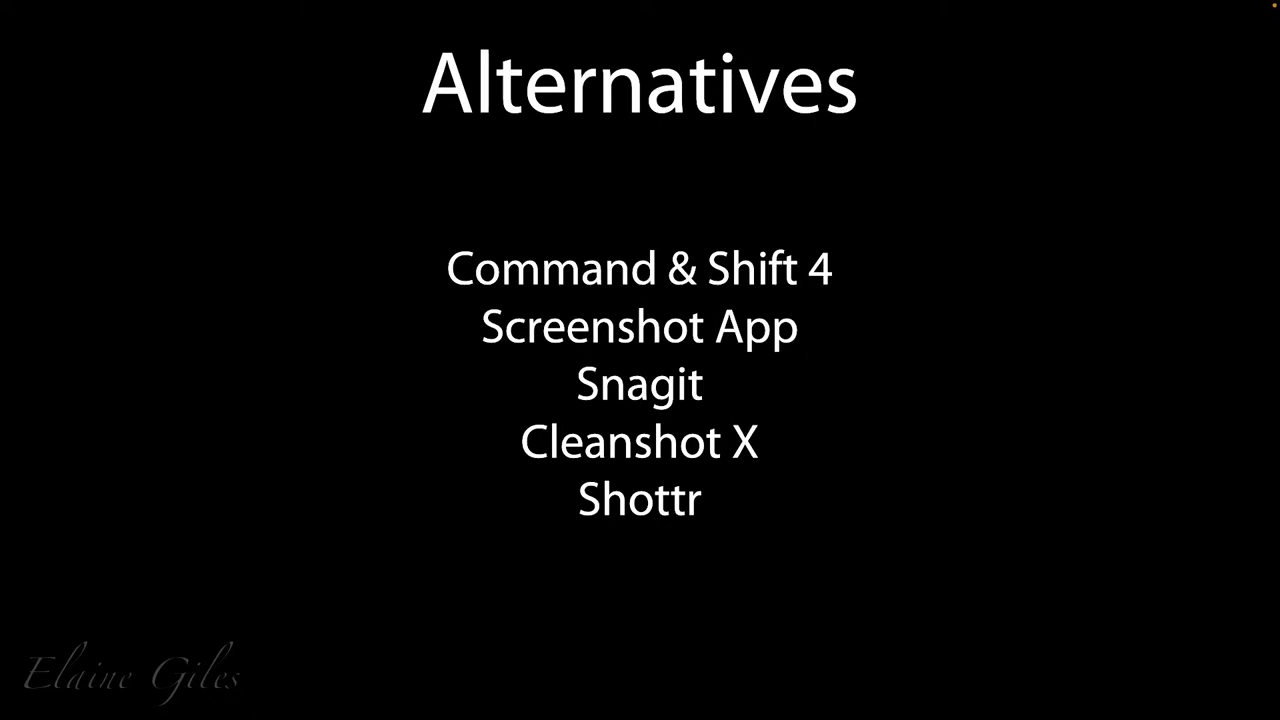 Alternatives
Command & Shift 4
Screenshot App
Snagit
Cleanshot X
Shottr
Elaine Giles